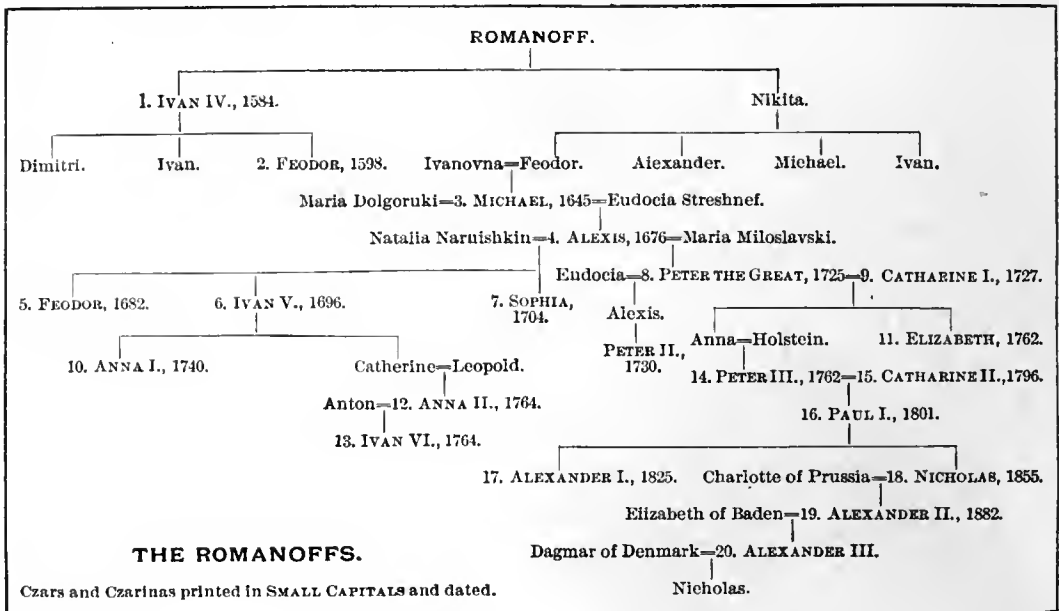 ROMANOFF.
1. IVAN IV., 1584. Nikita.
Dimitri. Ivan. 2. FEODOR, 1598. Ivanovna=Feodor. Alexander. Michael. Ivan.
Maria Dolgoruki=3. MICHAEL, 1645=Eudocia Streshnef.
Natalia Naruishkin=4. ALEXIS, 1676=Maria Miloslavski.
Eudocia=8. PETER THE GREAT, 1725=9. CATHARINE I., 1727.
5. FEODOR, 1682. 6. IVAN V., 1696. 7. SOPHIA,
1704. Alexis.
PETER II.,
1730.
Anna=Holstein. 11. ELIZABETH, 1762.
10. ANNA I., 1740. Catherine=Leopold. 14. PETER III., 1762=15. CATHARINE II., 1796.
Anton=12. ANNA II., 1764.
16. PAUL I., 1801.
13. IVAN VI., 1764.
17. ALEXANDER I., 1825. Charlotte of Prussia=18. NICHOLAS, 1855.
Elizabeth of Baden=19. ALEXANDER II., 1882.
THE ROMANOFFS. Dagmar of Denmark=20. ALEXANDER III.
Czars and Czarinas printed in SMALL CAPITALS and dated. Nicholas.